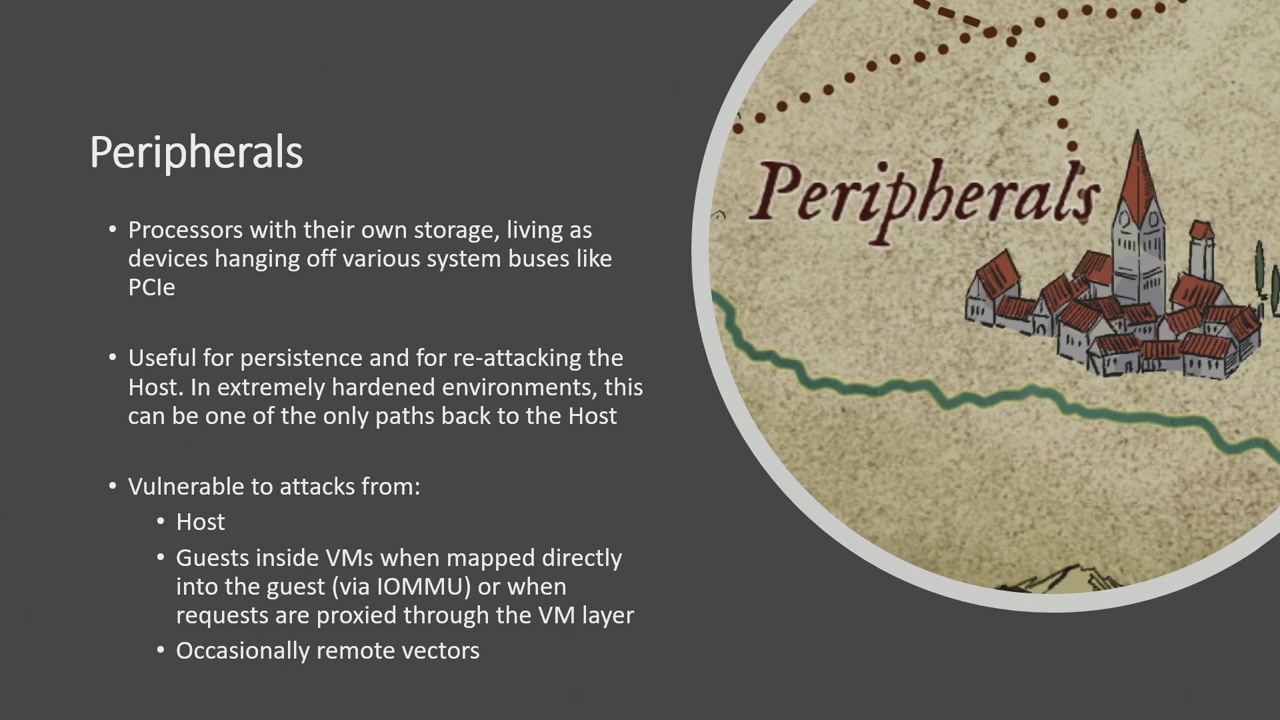 Peripherals
• Processors with their own storage, living as
devices hanging off various system buses like
PCIe
• Useful for persistence and for re-attacking the
Host. In extremely hardened environments, this
can be one of the only paths back to the Host
• Vulnerable to attacks from:
• Host
• Guests inside VMs when mapped directly
into the guest (via IOMMU) or when
requests are proxied through the VM layer
• Occasionally remote vectors
Peripherals